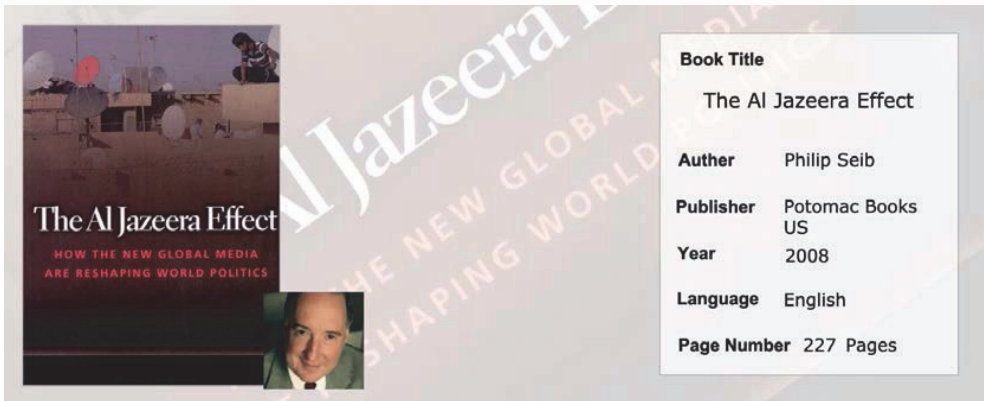 The Al Jazeera Effect
HOW THE NEW GLOBAL MEDIA
ARE RESHAPING WORLD POLITICS
Al Jazeera E
THE NEW GLOBAL MEDIA
SHAPING WORLD POLITICS
Book Title
The Al Jazeera Effect
Auther Philip Seib
Publisher Potomac Books
US
Year 2008
Language English
Page Number 227 Pages